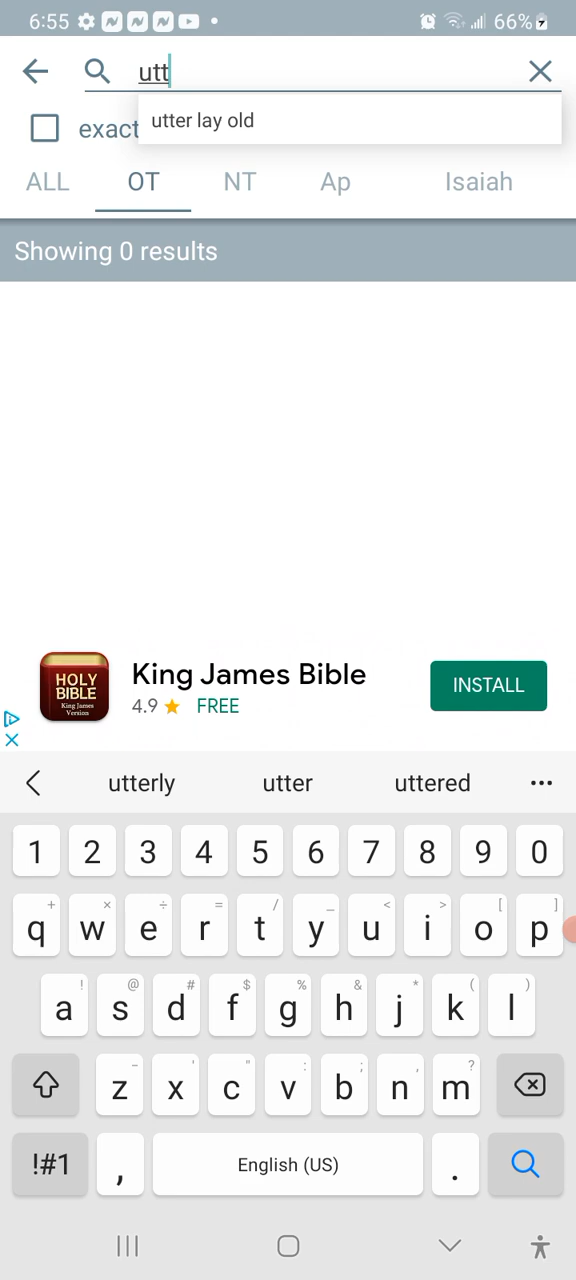 6:55 66%
utt
utter lay old
exact
ALL OT NT Ap Isaiah
Showing 0 results
HOLY BIBLE King James Version
King James Bible
4.9 FREE
INSTALL
utterly utter uttered
1 2 3 4 5 6 7 8 9 0
+ × ÷ = / _ < > [ ]
q w e r t y u i o p
! @ # $ % & * ( )
a s d f g h j k l
- ' " : ; , ?
z x c v b n m
!#1 , English (US) .